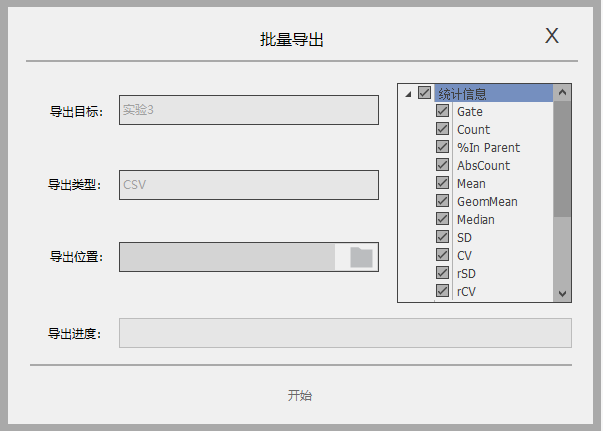 批量导出
X
导出目标：
实验3
导出类型：
CSV
导出位置：
统计信息
Gate
Count
%In Parent
AbsCount
Mean
GeomMean
Median
SD
CV
rSD
rCV
导出进度：
开始